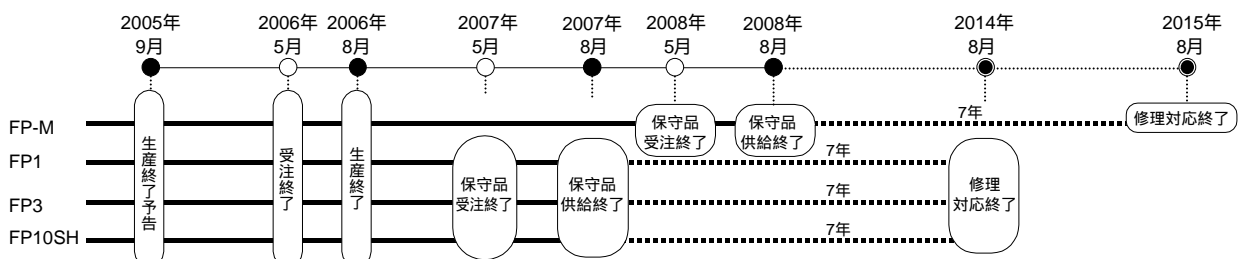 2005年
9月
2006年
5月
2006年
8月
2007年
5月
2007年
8月
2008年
5月
2008年
8月
2014年
8月
2015年
8月
FP-M
7年
保守品
受注終了
保守品
供給終了
修理対応終了
FP1
7年
FP3
7年
FP10SH
7年
生産終了予告
受注終了
生産終了
保守品
受注終了
保守品
供給終了
修理
対応終了